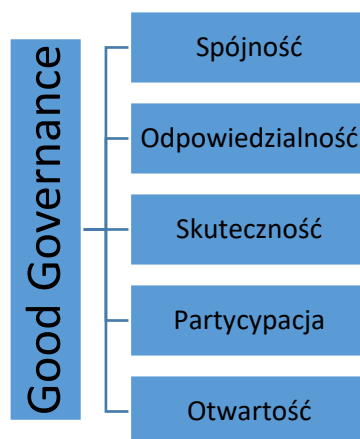 Good Governance
Spójność
Odpowiedzialność
Skuteczność
Partycypacja
Otwartość